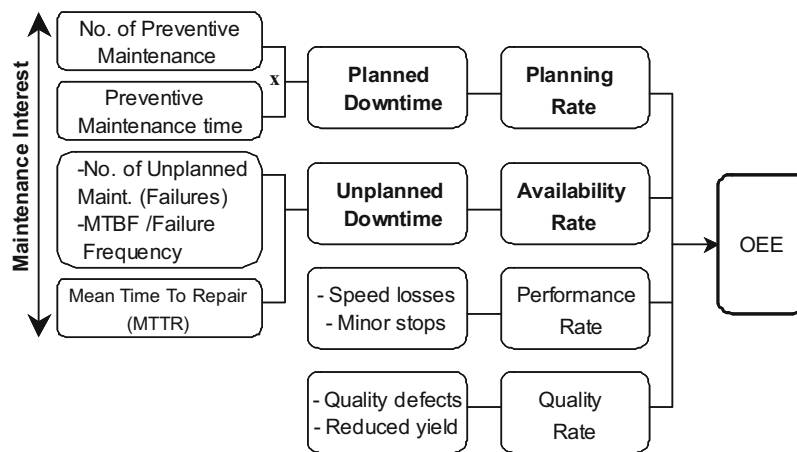 Maintenance Interest
No. of Preventive
Maintenance
x
Preventive
Maintenance time
-No. of Unplanned
Maint. (Failures)
-MTBF /Failure
Frequency
Mean Time To Repair
(MTTR)
Planned
Downtime
Planning
Rate
Unplanned
Downtime
Availability
Rate
- Speed losses
- Minor stops
Performance
Rate
- Quality defects
- Reduced yield
Quality
Rate
OEE